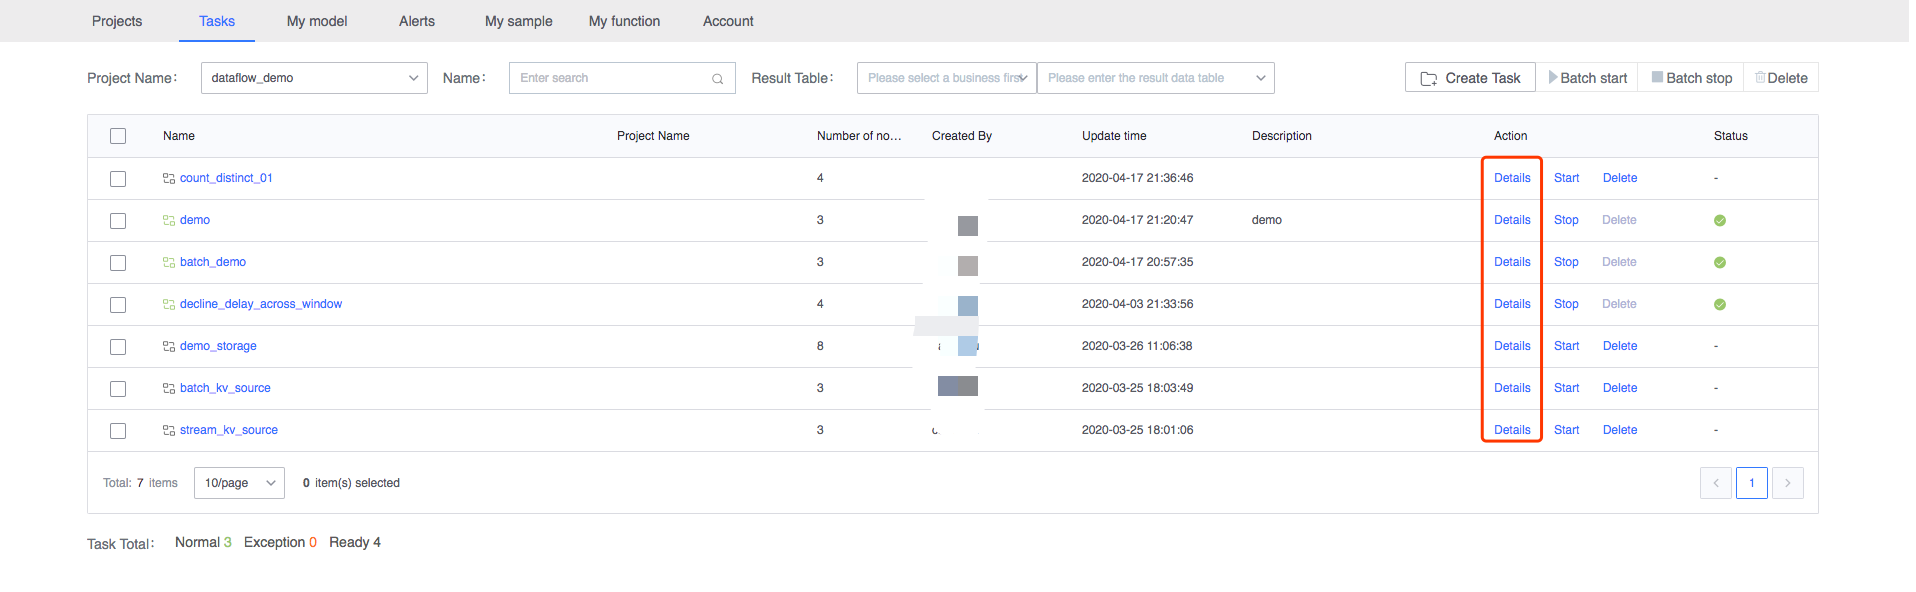 Projects Tasks My model Alerts My sample My function Account
Project Name: dataflow_demo Name: Enter search Result Table: Please select a business first Please enter the result data table Create Task Batch start Batch stop Delete
Name Project Name Number of no... Created By Update time Description Action Status
count_distinct_01 4 2020-04-17 21:36:46 Details Start Delete -
demo 3 2020-04-17 21:20:47 demo Details Stop Delete
batch_demo 3 2020-04-17 20:57:35 Details Stop Delete
decline_delay_across_window 4 2020-04-03 21:33:56 Details Stop Delete
demo_storage 8 2020-03-26 11:06:38 Details Start Delete -
batch_kv_source 3 2020-03-25 18:03:49 Details Start Delete -
stream_kv_source 3 2020-03-25 18:01:06 Details Start Delete -
Total: 7 items 10/page 0 item(s) selected < 1 >
Task Total: Normal 3 Exception 0 Ready 4